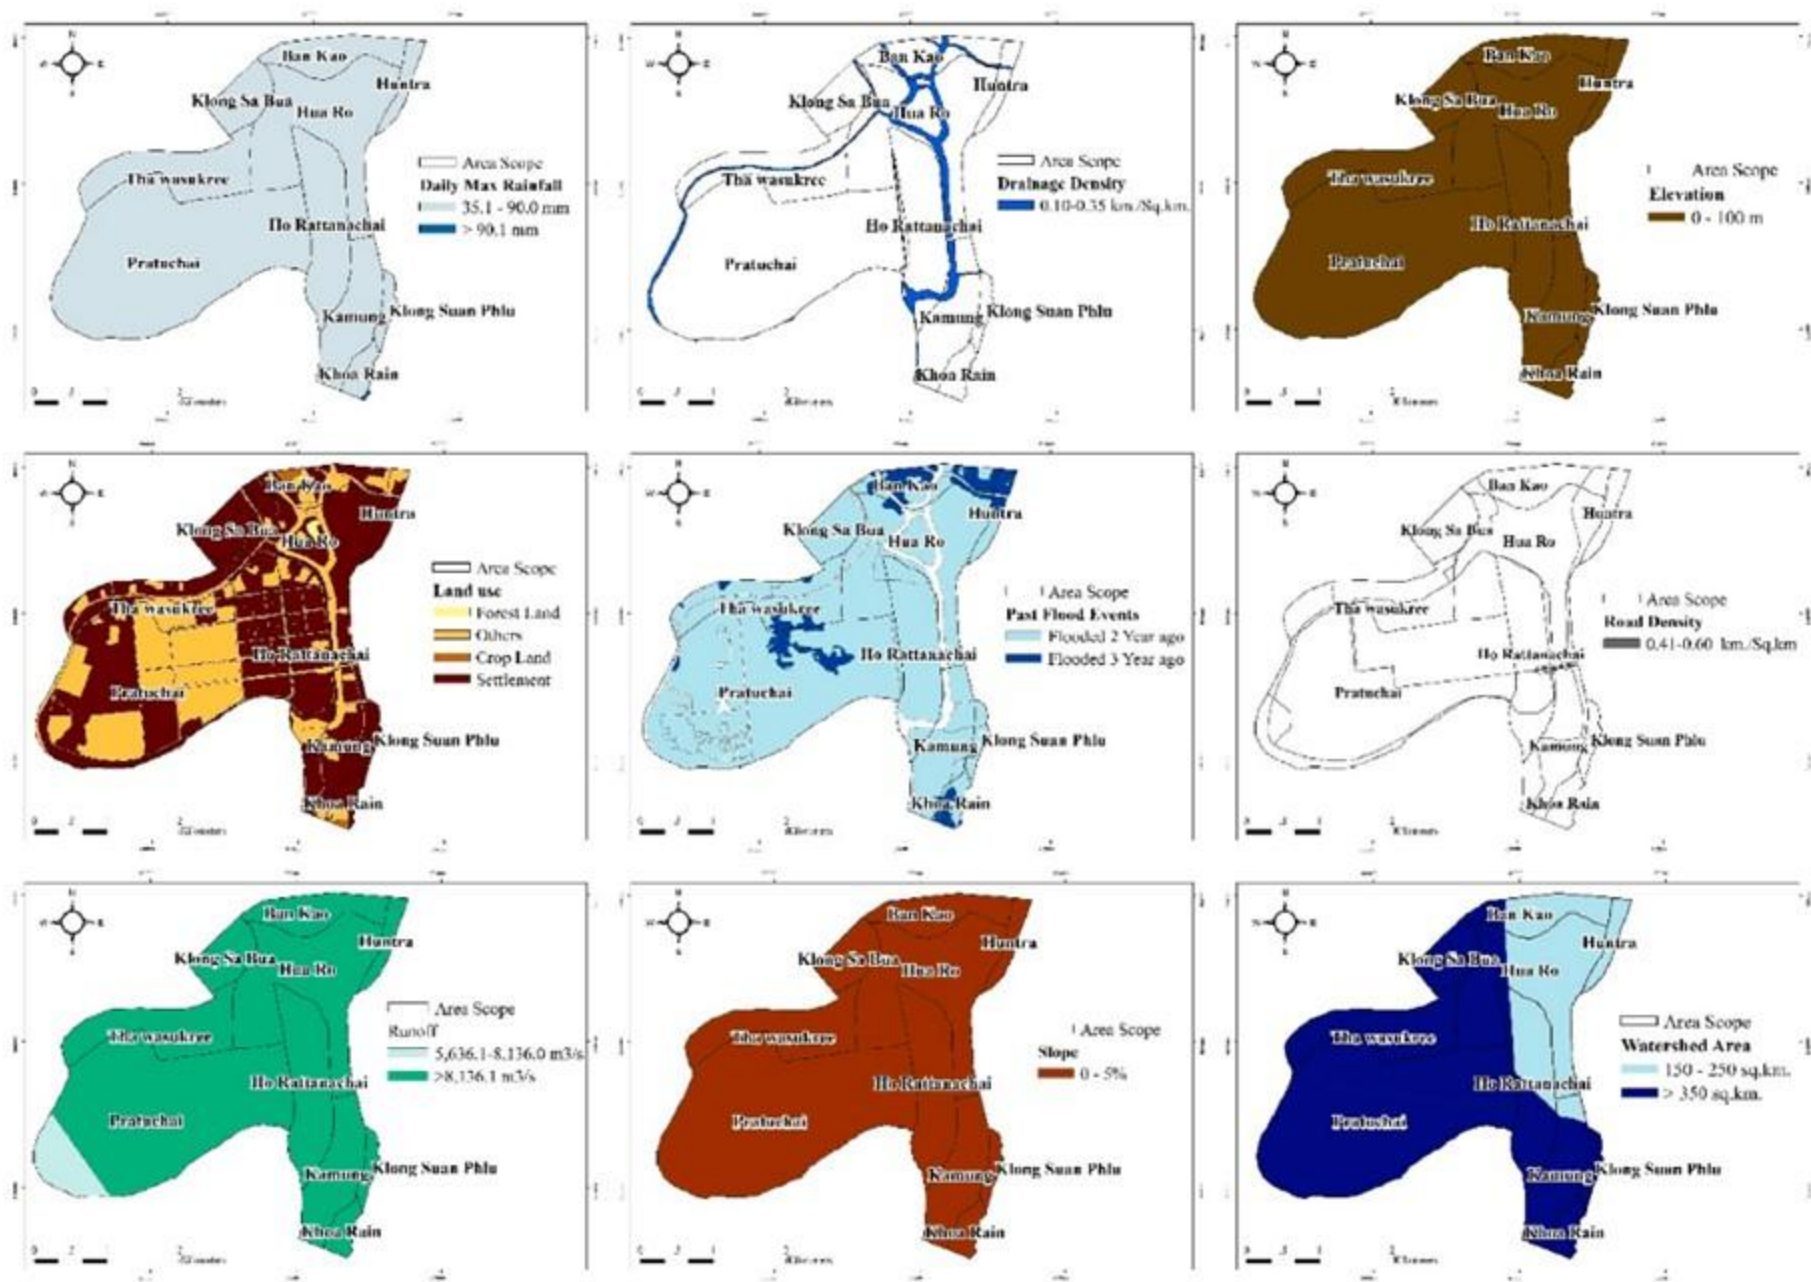 N
Ban Kao
Huntra
Klong Sa Bua
Hua Ro
Area Scope
Daily Max Rainfall
35.1 - 90.0 mm
> 90.1 mm
Tha wasukree
Ho Rattanachai
Pratuchai
Kamung
Klong Suan Phlu
Khoa Rain
Ban Kao
Huntra
Klong Sa Bua
Hua Ro
Area Scope
Drainage Density
0.10-0.35 km./Sq.km.
Tha wasukree
Ho Rattanachai
Pratuchai
Kamung
Klong Suan Phlu
Khoa Rain
Ban Kao
Huntra
Klong Sa Bua
Hua Ro
Area Scope
Elevation
0 - 100 m
Tha wasukree
Ho Rattanachai
Pratuchai
Kamung
Klong Suan Phlu
Khoa Rain
N
Ban Kao
Huntra
Klong Sa Bua
Hua Ro
Area Scope
Land use
Forest Land
Others
Crop Land
Settlement
Tha wasukree
Ho Rattanachai
Pratuchai
Kamung
Klong Suan Phlu
Khoa Rain
Ban Kao
Huntra
Klong Sa Bua
Hua Ro
Area Scope
Past Flood Events
Flooded 2 Year ago
Flooded 3 Year ago
Tha wasukree
Ho Rattanachai
Pratuchai
Kamung
Klong Suan Phlu
Khoa Rain
Ban Kao
Huntra
Klong Sa Bua
Hua Ro
Area Scope
Road Density
0.41-0.60 km./Sq.km
Tha wasukree
Ho Rattanachai
Pratuchai
Kamung
Klong Suan Phlu
Khoa Rain
Ban Kao
Huntra
Klong Sa Bua
Hua Ro
Area Scope
Runoff
5,636.1-8,136.0 m3/s
>8,136.1 m3/s
Tha wasukree
Ho Rattanachai
Pratuchai
Kamung
Klong Suan Phlu
Khoa Rain
Ban Kao
Huntra
Klong Sa Bua
Hua Ro
Area Scope
Slope
0 - 5%
Tha wasukree
Ho Rattanachai
Pratuchai
Kamung
Klong Suan Phlu
Khoa Rain
Ban Kao
Huntra
Klong Sa Bua
Hua Ro
Area Scope
Watershed Area
150 - 250 sq.km.
> 350 sq.km.
Tha wasukree
Ho Rattanachai
Pratuchai
Kamung
Klong Suan Phlu
Khoa Rain